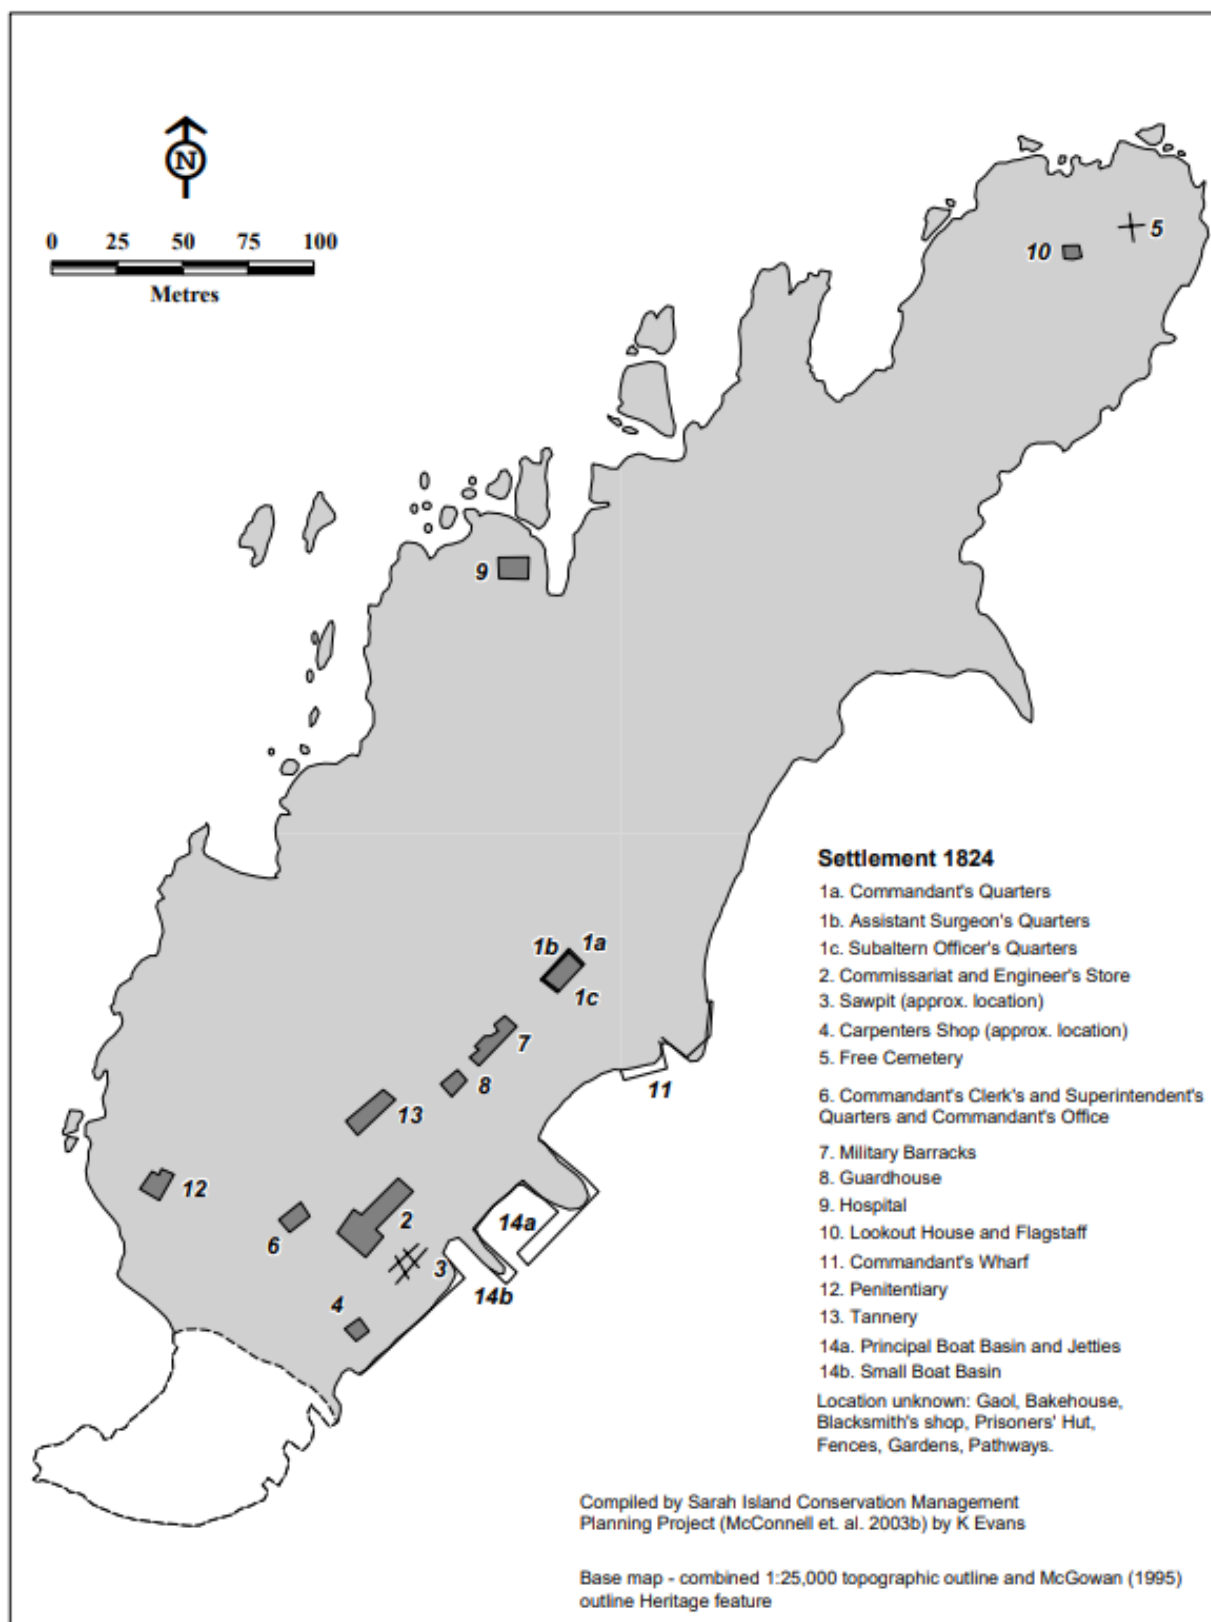 N
0 25 50 75 100
Metres
5
10
9
1b 1a
1c
7
8
11
13
12
2
14a
6
3
14b
4
Settlement 1824
1a. Commandant's Quarters
1b. Assistant Surgeon's Quarters
1c. Subaltern Officer's Quarters
2. Commissariat and Engineer's Store
3. Sawpit (approx. location)
4. Carpenters Shop (approx. location)
5. Free Cemetery
6. Commandant's Clerk's and Superintendent's
Quarters and Commandant's Office
7. Military Barracks
8. Guardhouse
9. Hospital
10. Lookout House and Flagstaff
11. Commandant's Wharf
12. Penitentiary
13. Tannery
14a. Principal Boat Basin and Jetties
14b. Small Boat Basin
Location unknown: Gaol, Bakehouse,
Blacksmith's shop, Prisoners' Hut,
Fences, Gardens, Pathways.
Compiled by Sarah Island Conservation Management
Planning Project (McConnell et. al. 2003b) by K Evans
Base map - combined 1:25,000 topographic outline and McGowan (1995)
outline Heritage feature